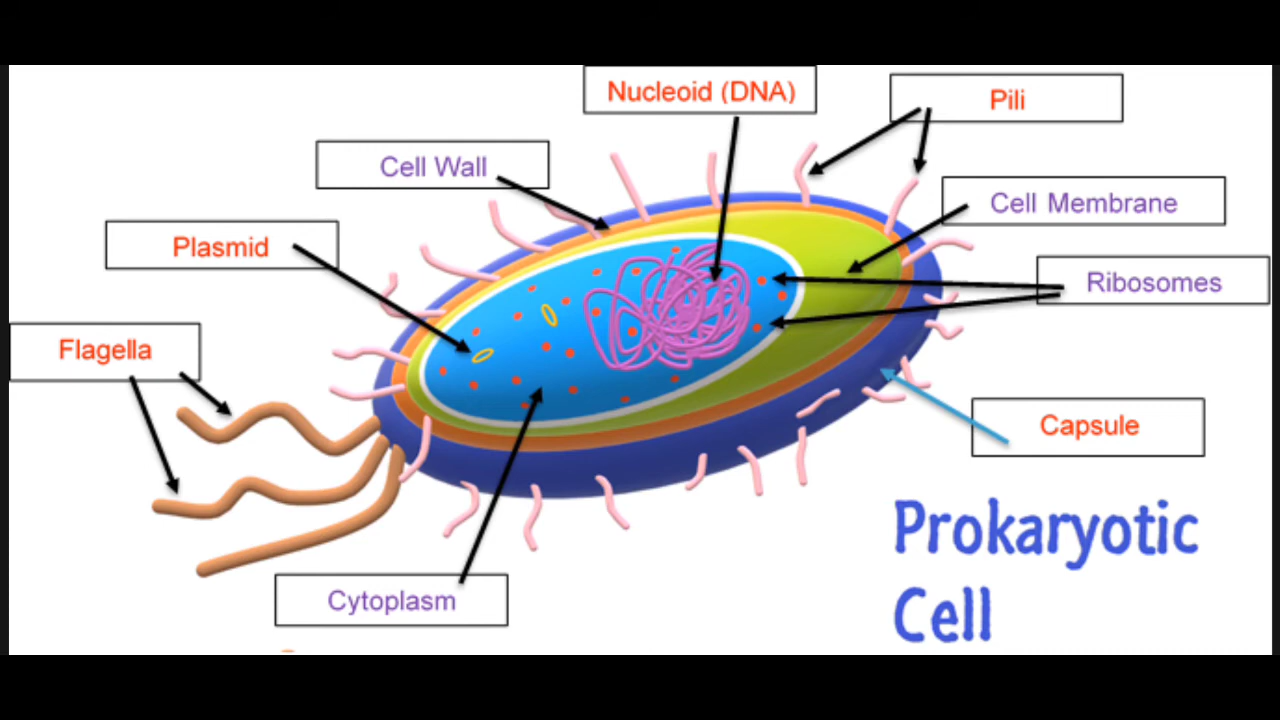 Nucleoid (DNA)
Pili
Cell Wall
Cell Membrane
Plasmid
Ribosomes
Flagella
Capsule
Prokaryotic
Cell
Cytoplasm